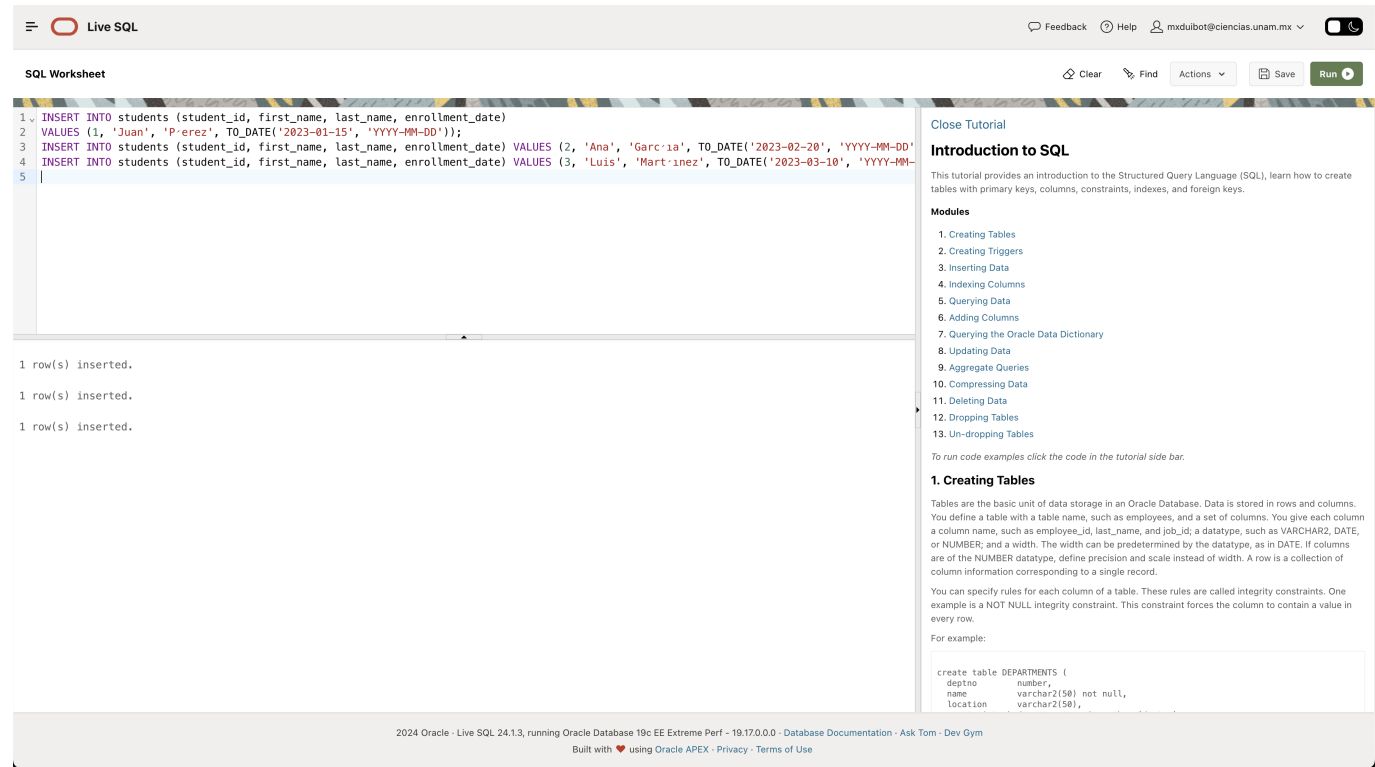 Live SQL
Feedback Help mxduibot@ciencias.unam.mx
SQL Worksheet
Clear Find Actions Save Run
1 INSERT INTO students (student_id, first_name, last_name, enrollment_date)
2 VALUES (1, 'Juan', 'P´erez', TO_DATE('2023-01-15', 'YYYY-MM-DD'));
3 INSERT INTO students (student_id, first_name, last_name, enrollment_date) VALUES (2, 'Ana', 'Garc´ıa', TO_DATE('2023-02-20', 'YYYY-MM-DD'
4 INSERT INTO students (student_id, first_name, last_name, enrollment_date) VALUES (3, 'Luis', 'Mart´ınez', TO_DATE('2023-03-10', 'YYYY-MM-
5
1 row(s) inserted.
1 row(s) inserted.
1 row(s) inserted.
Close Tutorial
Introduction to SQL
This tutorial provides an introduction to the Structured Query Language (SQL), learn how to create
tables with primary keys, columns, constraints, indexes, and foreign keys.
Modules
1. Creating Tables
2. Creating Triggers
3. Inserting Data
4. Indexing Columns
5. Querying Data
6. Adding Columns
7. Querying the Oracle Data Dictionary
8. Updating Data
9. Aggregate Queries
10. Compressing Data
11. Deleting Data
12. Dropping Tables
13. Un-dropping Tables
To run code examples click the code in the tutorial side bar.
1. Creating Tables
Tables are the basic unit of data storage in an Oracle Database. Data is stored in rows and columns.
You define a table with a table name, such as employees, and a set of columns. You give each column
a column name, such as employee_id, last_name, and job_id; a datatype, such as VARCHAR2, DATE,
or NUMBER; and a width. The width can be predetermined by the datatype, as in DATE. If columns
are of the NUMBER datatype, define precision and scale instead of width. A row is a collection of
column information corresponding to a single record.
You can specify rules for each column of a table. These rules are called integrity constraints. One
example is a NOT NULL integrity constraint. This constraint forces the column to contain a value in
every row.
For example:
create table DEPARTMENTS (
deptno number,
name varchar2(50) not null,
location varchar2(50),
2024 Oracle · Live SQL 24.1.3, running Oracle Database 19c EE Extreme Perf - 19.17.0.0.0 · Database Documentation · Ask Tom · Dev Gym
Built with ❤ using Oracle APEX · Privacy · Terms of Use